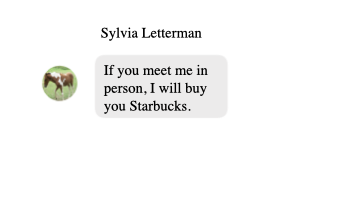 Sylvia Letterman
If you meet me in
person, I will buy
you Starbucks.